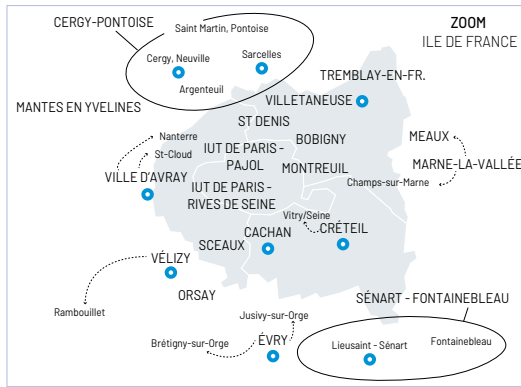 CERGY-PONTOISE
ZOOM
ILE DE FRANCE
Saint Martin, Pontoise
Cergy, Neuville
Sarcelles
Argenteuil
TREMBLAY-EN-FR.
MANTES EN YVELINES
VILLETANEUSE
ST DENIS
BOBIGNY
MEAUX
Nanterre
St-Cloud
IUT DE PARIS -
PAJOL
MONTREUIL
MARNE-LA-VALLÉE
VILLE D'AVRAY
Champs-sur-Marne
IUT DE PARIS -
RIVES DE SEINE
Vitry/Seine
CACHAN
CRÉTEIL
SCEAUX
VÉLIZY
ORSAY
SÉNART - FONTAINEBLEAU
Rambouillet
Jusivy-sur-Orge
Brétigny-sur-Orge
ÉVRY
Lieusaint - Sénart
Fontainebleau